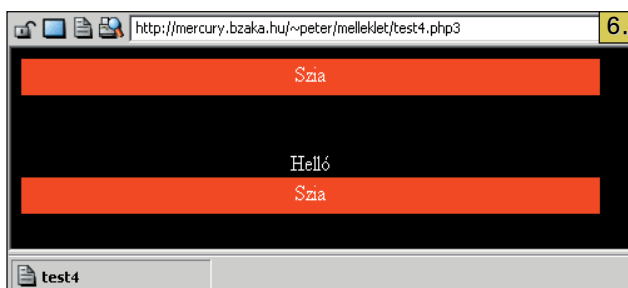 http://mercury.bzaka.hu/~peter/melleklet/test4.php3
6.
Szia
Helló
Szia
test4